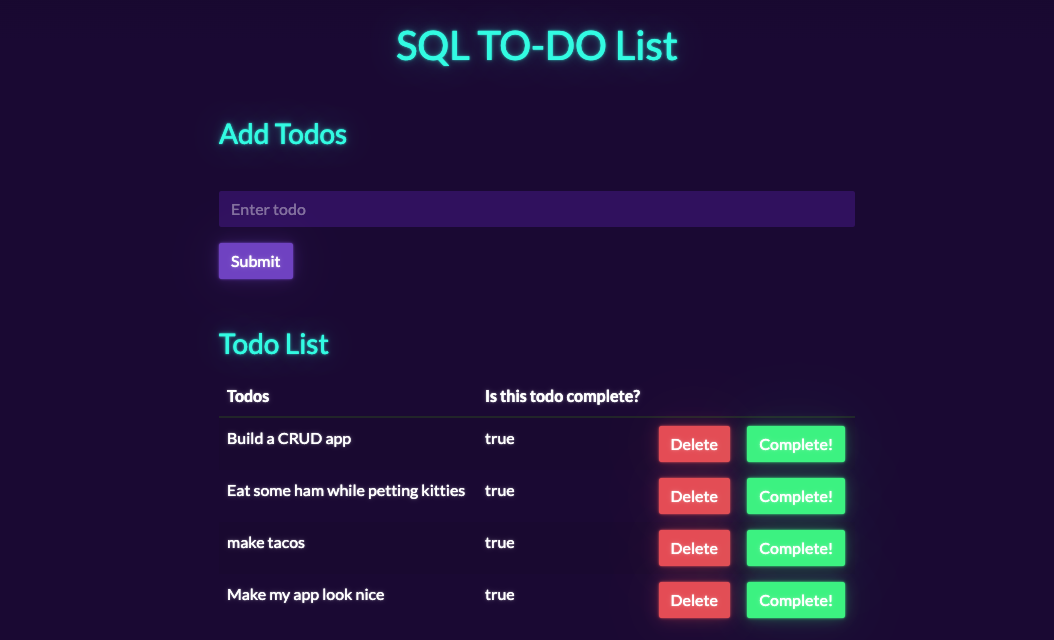 SQL TO-DO List
Add Todos
Enter todo
Submit
Todo List
Todos Is this todo complete?
Build a CRUD app true Delete Complete!
Eat some ham while petting kitties true Delete Complete!
make tacos true Delete Complete!
Make my app look nice true Delete Complete!